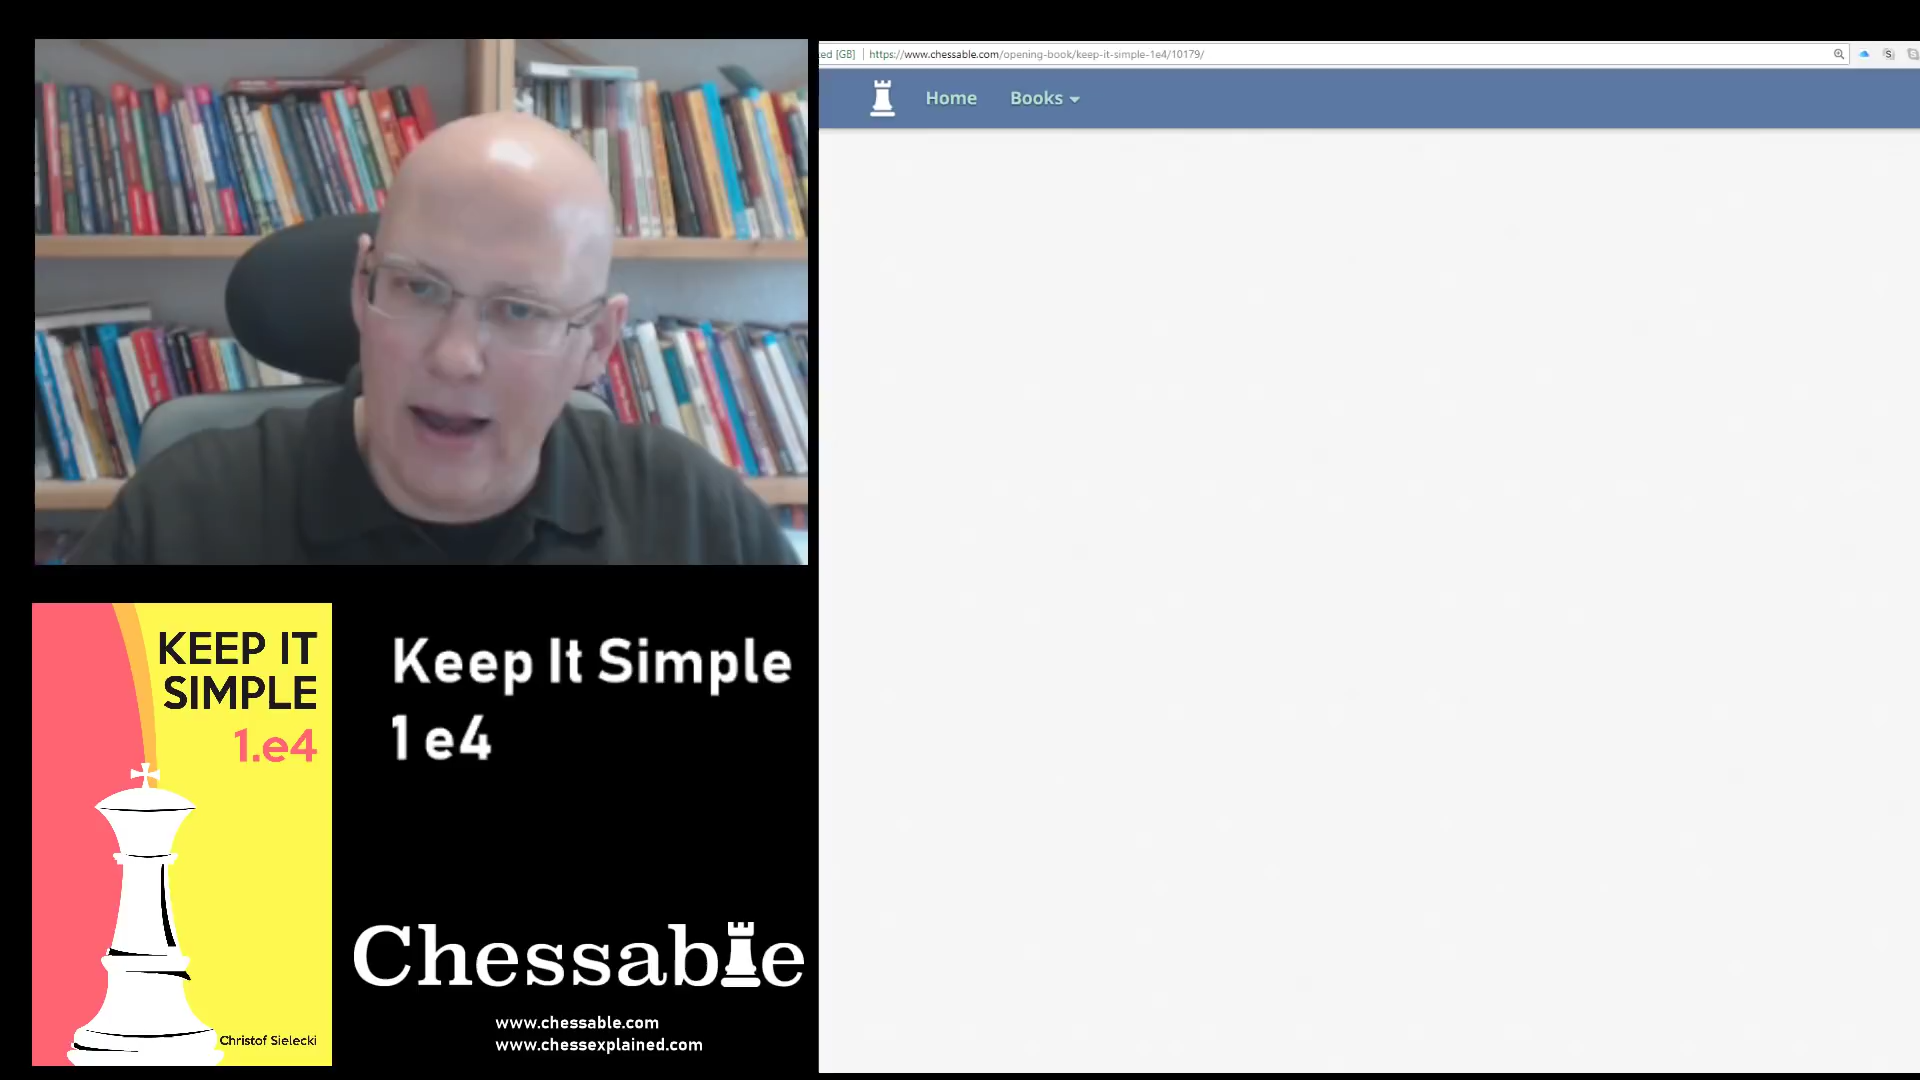 ed [GB] https://www.chessable.com/opening-book/keep-it-simple-1e4/10179/
Home Books
KEEP IT
SIMPLE
1.e4
Christof Sielecki
Keep It Simple
1 e4
Chessable
www.chessable.com
www.chessexplained.com